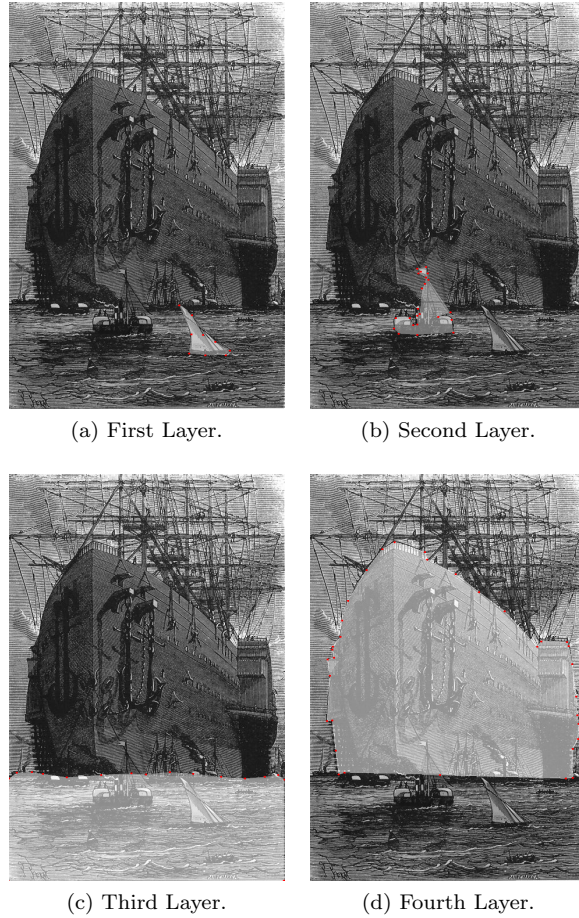 (a) First Layer.
(b) Second Layer.
(c) Third Layer.
(d) Fourth Layer.